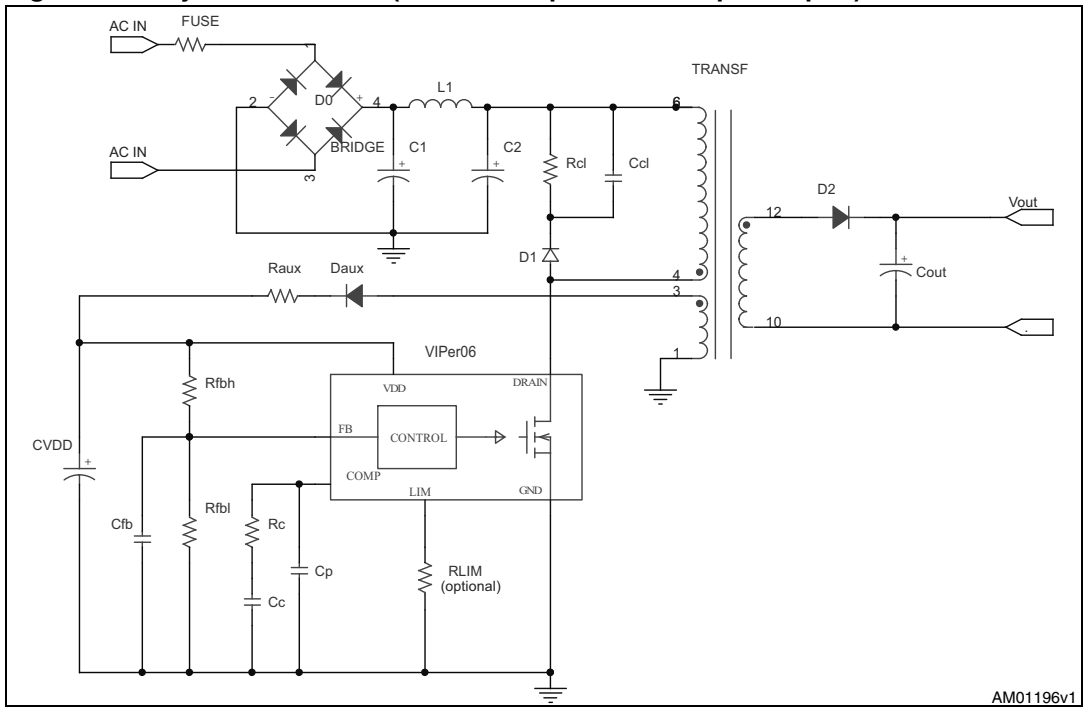 AC IN
FUSE
1
TRANSF
2
-
D0
+
4
L1
6
AC IN
BRIDGE
3
C1
+
C2
+
Rcl
Ccl
D2
12
Vout
D1
4
+
Cout
Raux
Daux
3
10
.
1
VIPer06
Rfbh
VDD
DRAIN
CVDD
+
FB
CONTROL
COMP
LIM
GND
Cfb
Rfbl
Rc
Cp
RLIM
(optional)
Cc
AM01196v1